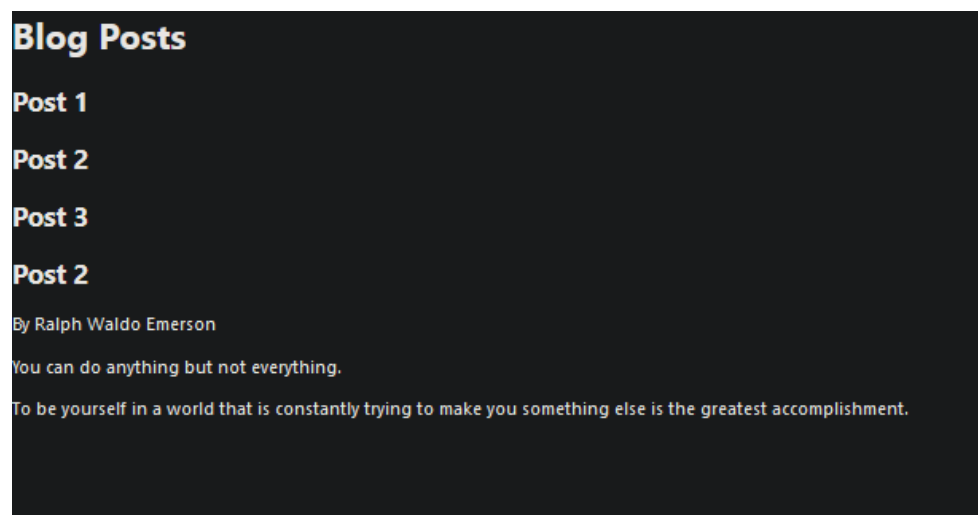 Blog Posts
Post 1
Post 2
Post 3
Post 2
By Ralph Waldo Emerson
You can do anything but not everything.
To be yourself in a world that is constantly trying to make you something else is the greatest accomplishment.